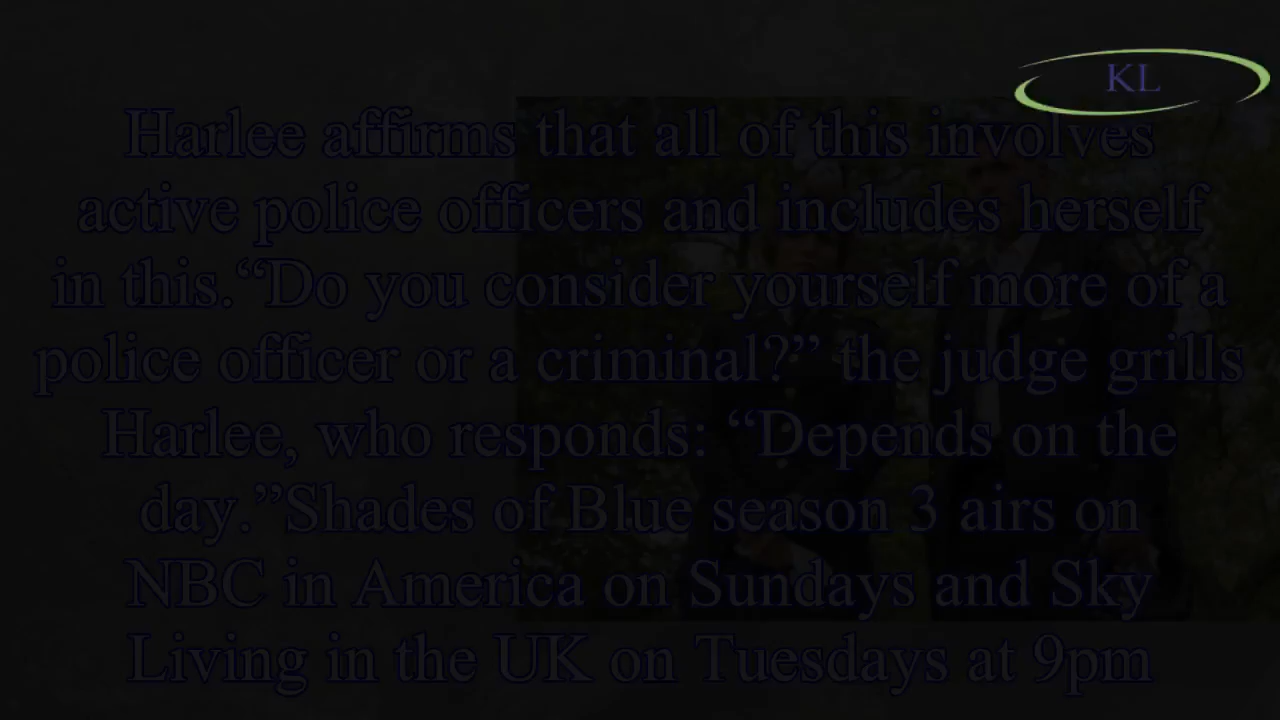 KL
Harlee affirms that all of this involves
active police officers and includes herself
in this.“Do you consider yourself more of a
police officer or a criminal?” the judge grills
Harlee, who responds: “Depends on the
day.”Shades of Blue season 3 airs on
NBC in America on Sundays and Sky
Living in the UK on Tuesdays at 9pm